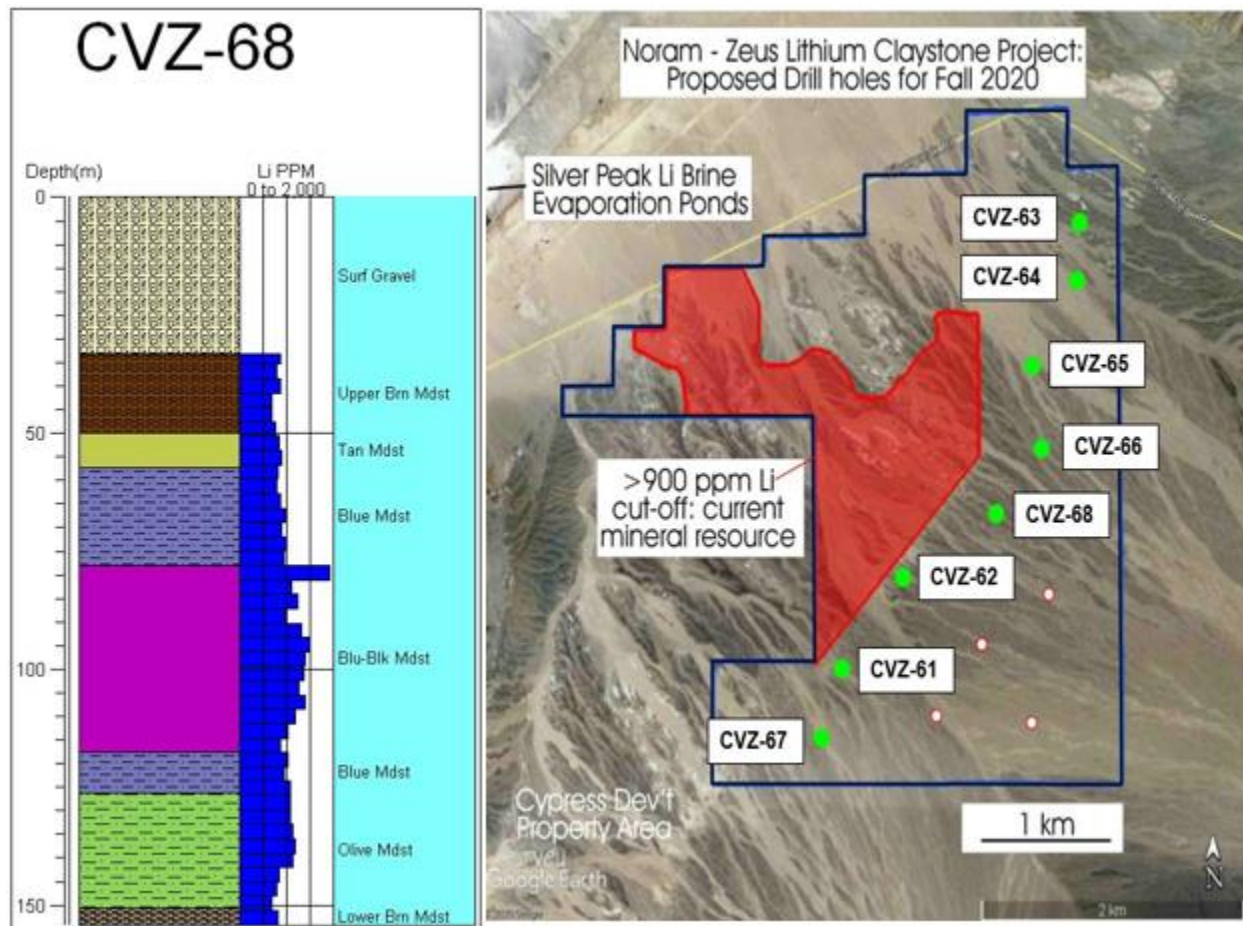 CVZ-68
Depth(m)
Li PPM
0 to 2,000
0
50
100
150
Surf Gravel
Upper Brn Mdst
Tan Mdst
Blue Mdst
Blu-Blk Mdst
Blue Mdst
Olive Mdst
Lower Brn Mdst
Noram - Zeus Lithium Claystone Project:
Proposed Drill holes for Fall 2020
Silver Peak Li Brine
Evaporation Ponds
CVZ-63
CVZ-64
CVZ-65
CVZ-66
>900 ppm Li
cut-off: current
mineral resource
CVZ-68
CVZ-62
CVZ-61
CVZ-67
Cypress Dev't
Property Area
Google Earth
1 km
N
2 km